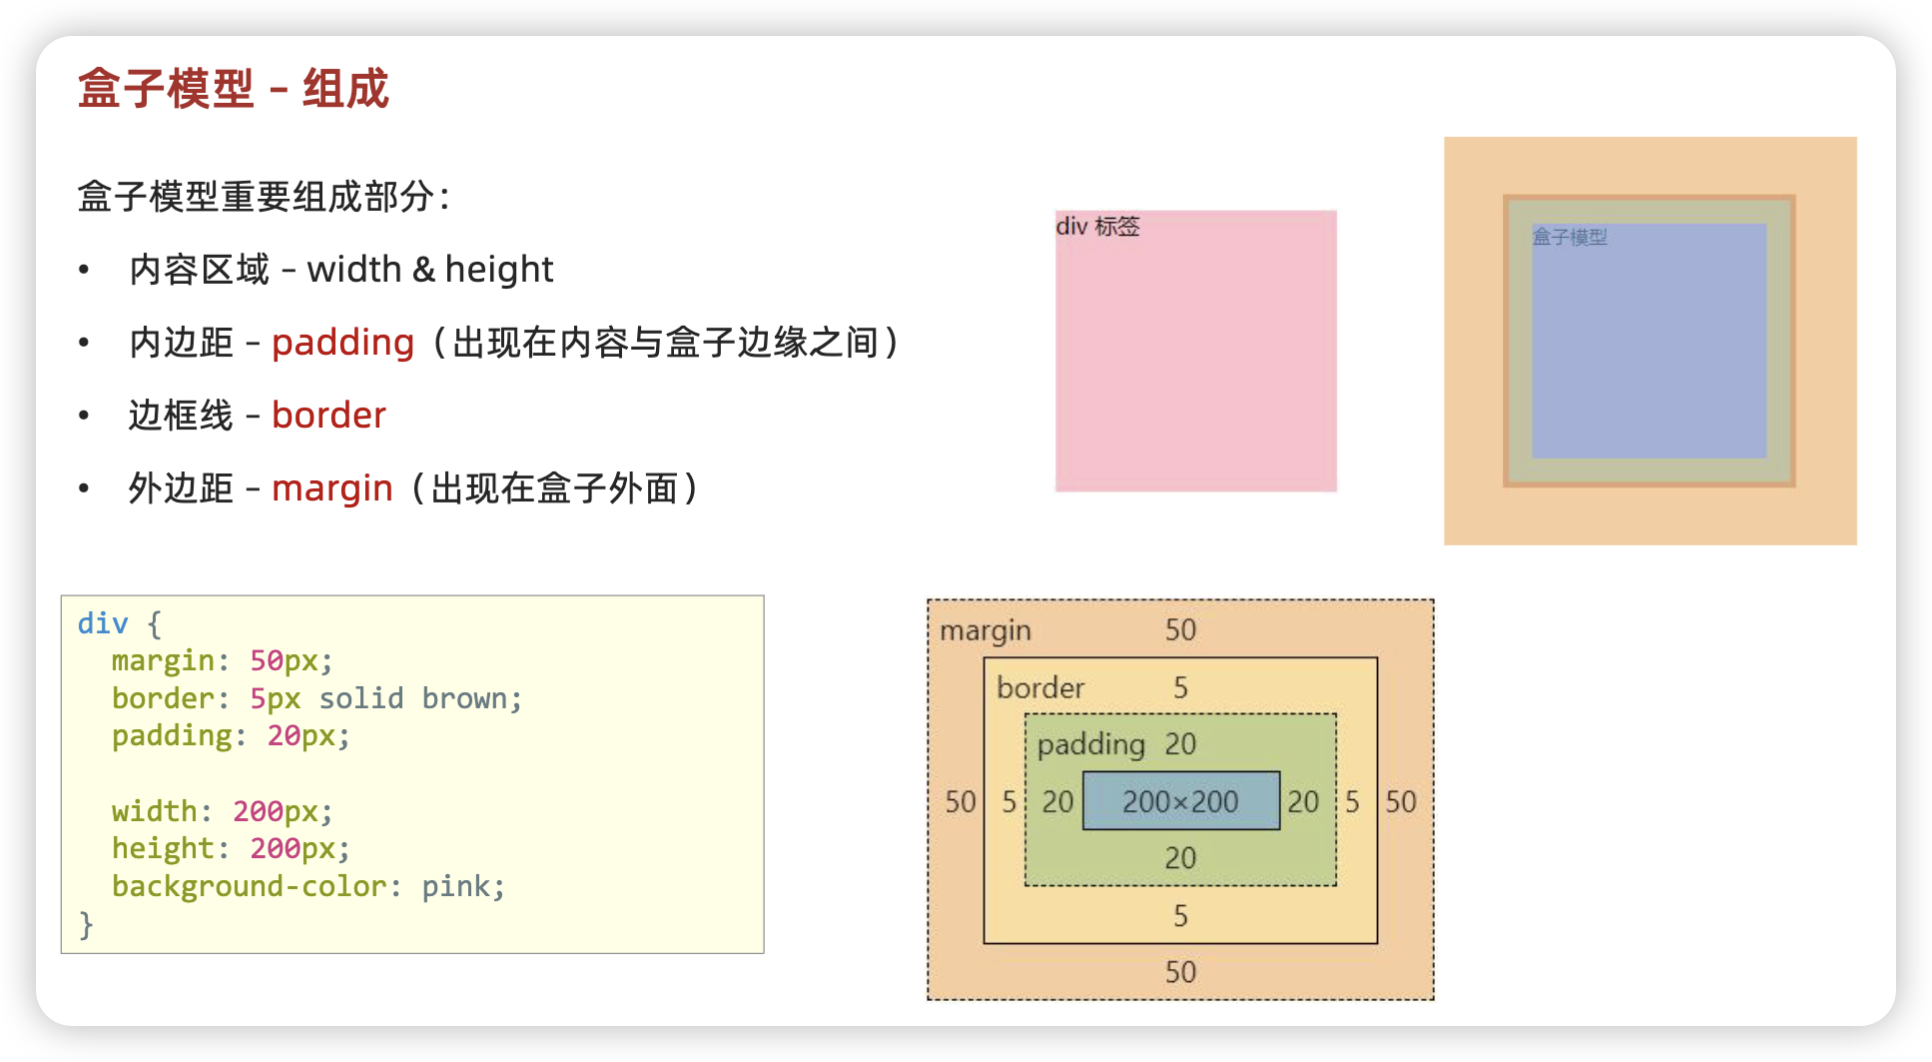 盒子模型 – 组成
盒子模型重要组成部分：
• 内容区域 – width & height
• 内边距 – padding（出现在内容与盒子边缘之间）
• 边框线 – border
• 外边距 – margin（出现在盒子外面）
div 标签
盒子模型
div {
  margin: 50px;
  border: 5px solid brown;
  padding: 20px;
  width: 200px;
  height: 200px;
  background-color: pink;
}
margin 50
border 5
padding 20
50 5 20 200×200 20 5 50
20
5
50